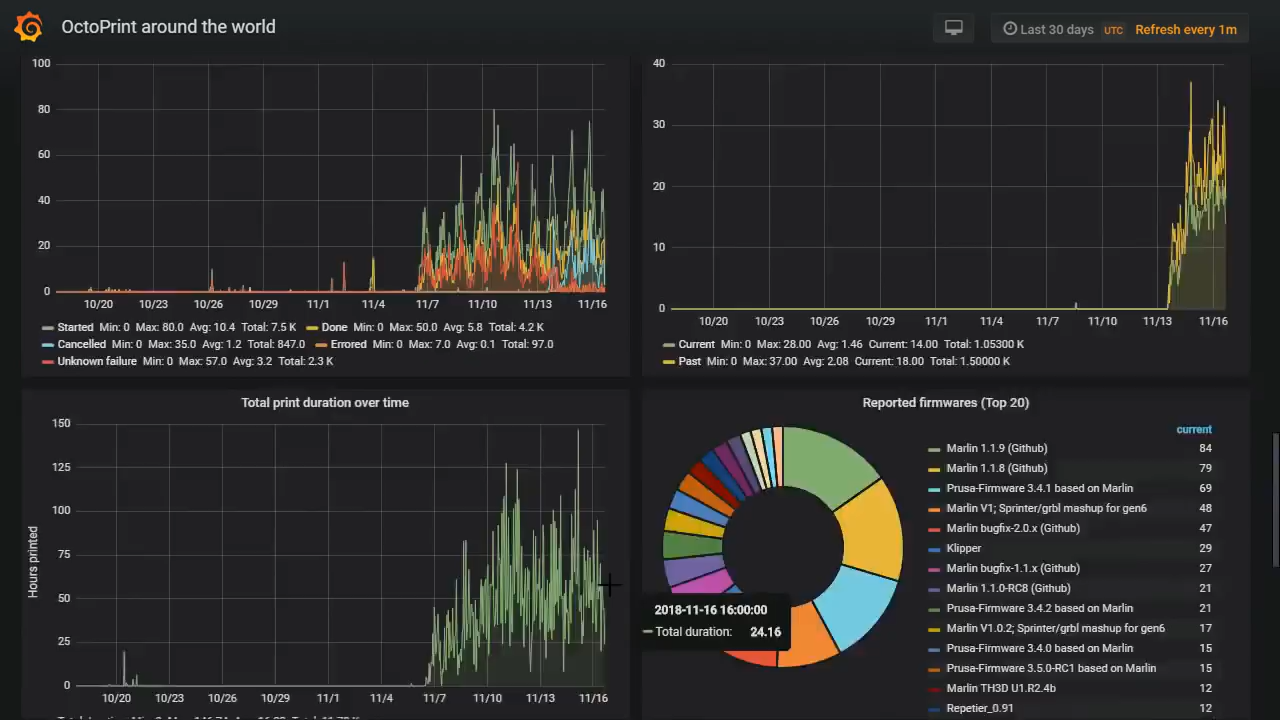 OctoPrint around the world
Last 30 days UTC Refresh every 1m
100
80
60
40
20
0
10/20 10/23 10/26 10/29 11/1 11/4 11/7 11/10 11/13 11/16
Started Min: 0 Max: 80.0 Avg: 10.4 Total: 7.5 K Done Min: 0 Max: 50.0 Avg: 5.8 Total: 4.2 K
Cancelled Min: 0 Max: 35.0 Avg: 1.2 Total: 847.0 Errored Min: 0 Max: 7.0 Avg: 0.1 Total: 97.0
Unknown failure Min: 0 Max: 57.0 Avg: 3.2 Total: 2.3 K
40
30
20
10
0
10/20 10/23 10/26 10/29 11/1 11/4 11/7 11/10 11/13 11/16
Current Min: 0 Max: 28.00 Avg: 1.46 Current: 14.00 Total: 1.05300 K
Past Min: 0 Max: 37.00 Avg: 2.08 Current: 18.00 Total: 1.50000 K
Total print duration over time
Hours printed
150
125
100
75
50
25
0
10/20 10/23 10/26 10/29 11/1 11/4 11/7 11/10 11/13 11/16
2018-11-16 16:00:00
Total duration: 24.16
Reported firmwares (Top 20)
current
Marlin 1.1.9 (Github) 84
Marlin 1.1.8 (Github) 79
Prusa-Firmware 3.4.1 based on Marlin 69
Marlin V1; Sprinter/grbl mashup for gen6 48
Marlin bugfix-2.0.x (Github) 47
Klipper 29
Marlin bugfix-1.1.x (Github) 27
Marlin 1.1.0-RC8 (Github) 21
Prusa-Firmware 3.4.2 based on Marlin 21
Marlin V1.0.2; Sprinter/grbl mashup for gen6 17
Prusa-Firmware 3.4.0 based on Marlin 15
Prusa-Firmware 3.5.0-RC1 based on Marlin 15
Marlin TH3D U1.R2.4b 12
Repetier_0.91 12